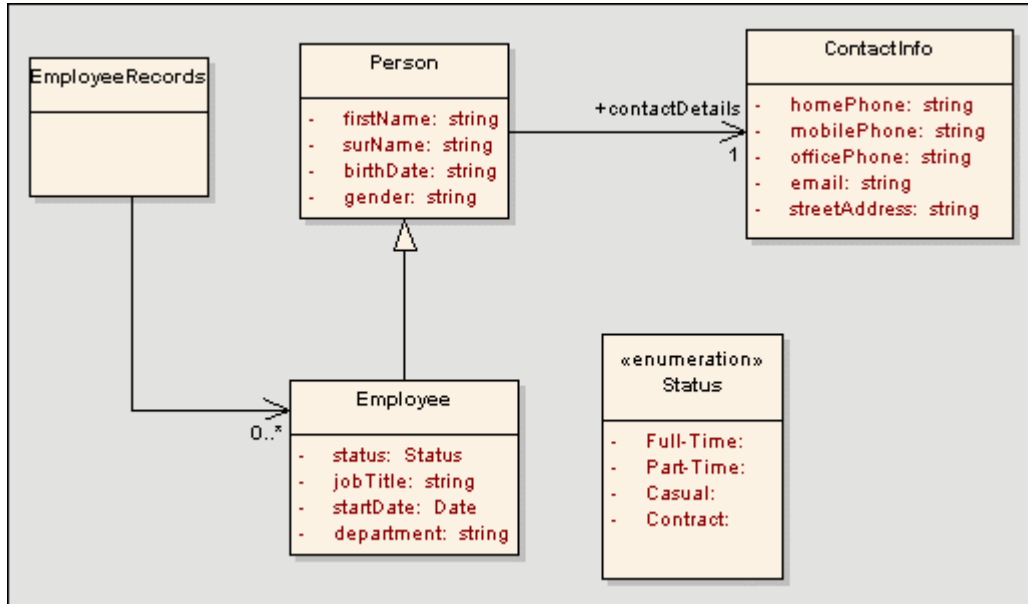 EmployeeRecords
Person
- firstName: string
- surName: string
- birthDate: string
- gender: string
+contactDetails
1
ContactInfo
- homePhone: string
- mobilePhone: string
- officePhone: string
- email: string
- streetAddress: string
0..*
Employee
- status: Status
- jobTitle: string
- startDate: Date
- department: string
«enumeration»
Status
- Full-Time:
- Part-Time:
- Casual:
- Contract: